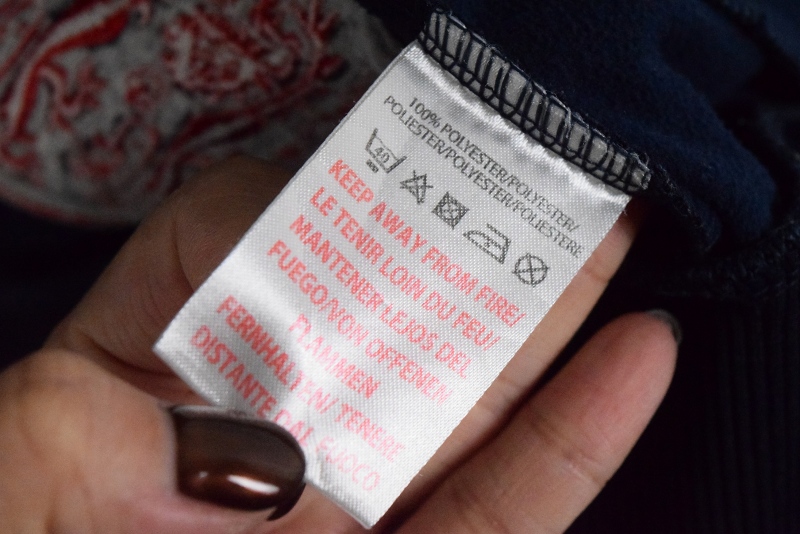 100% POLYESTER/POLYESTER/
POLIESTER/POLYESTER/POLIESTERE
40
KEEP AWAY FROM FIRE/
LE TENIR LOIN DU FEU/
MANTENER LEJOS DEL
FUEGO/VON OFFENEN
FLAMMEN
FERNHALTEN/ TENERE
DISTANTE DAL FUOCO